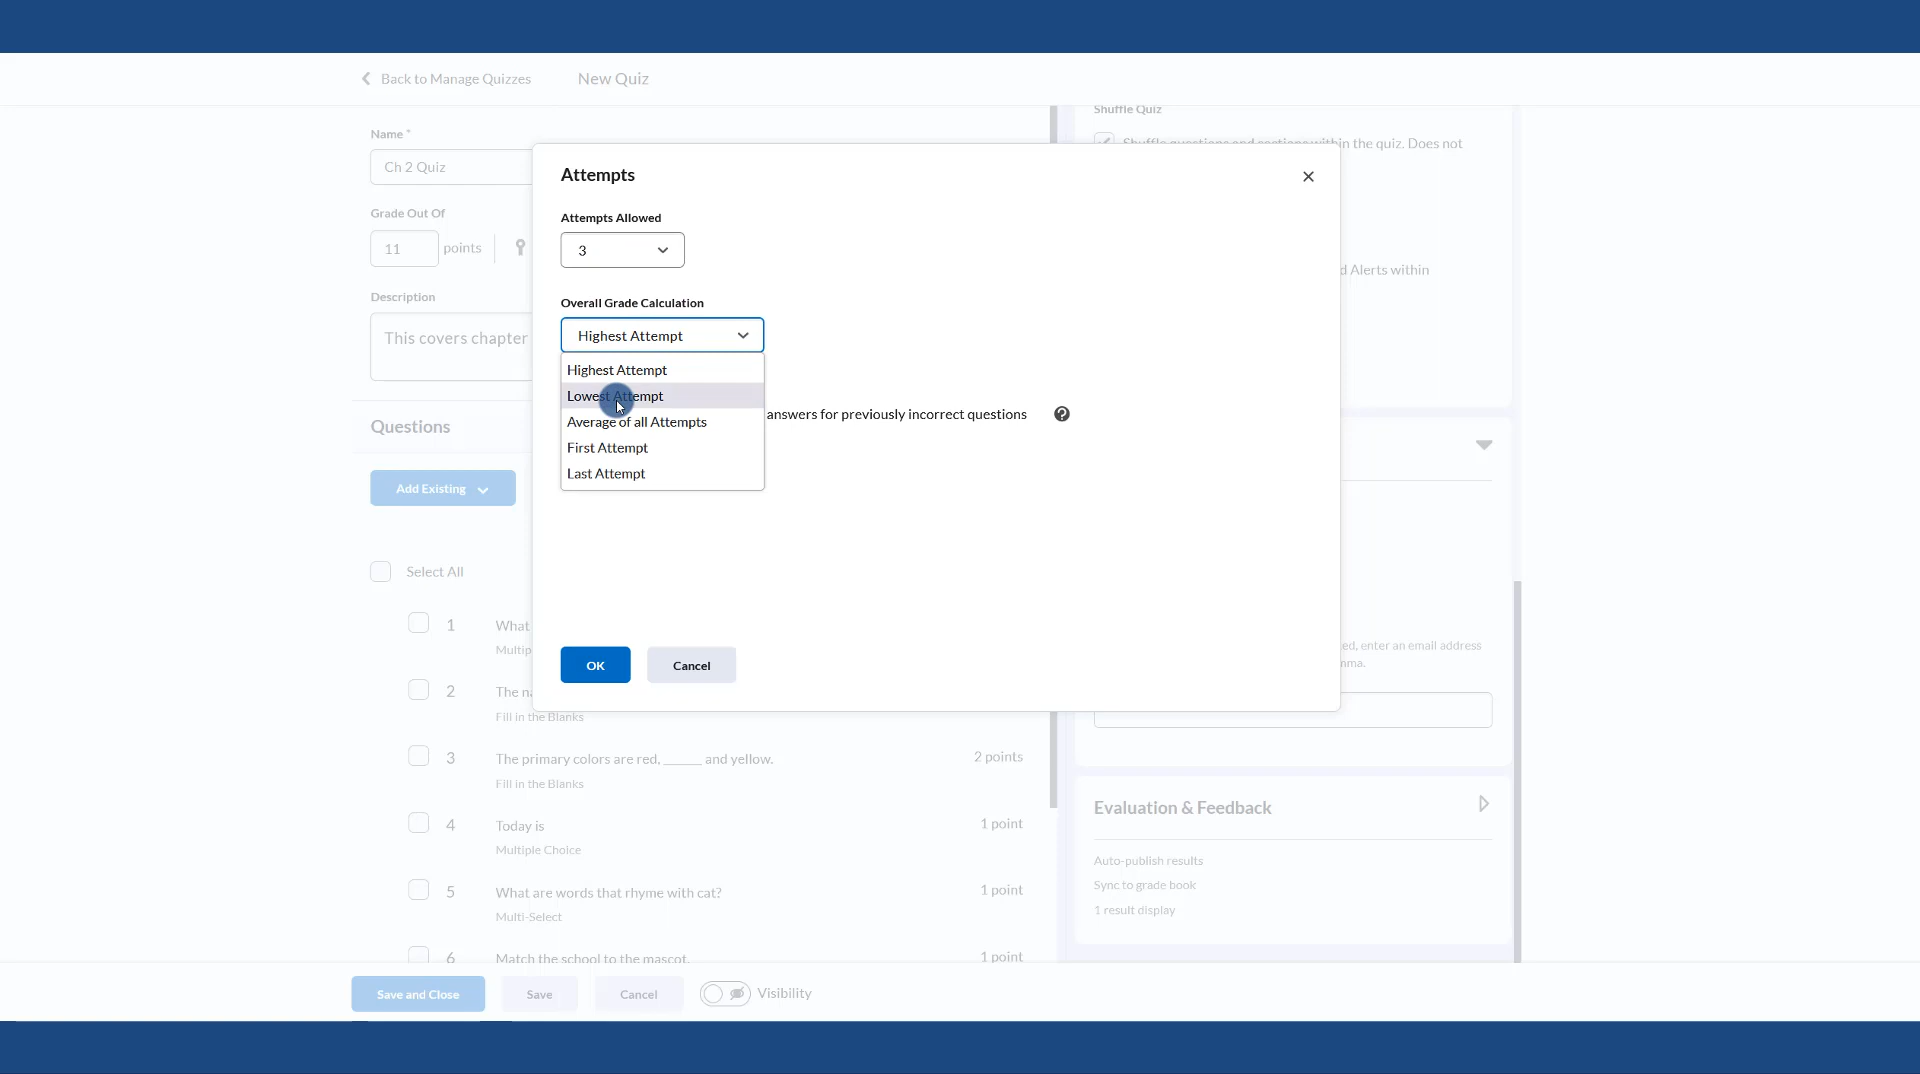 Back to Manage Quizzes New Quiz
Name *
Ch 2 Quiz
Grade Out Of
11 points
Description
This covers chapter
Questions
Add Existing
Select All
1 What
Multip
2 The na
Fill in the Blanks
3 The primary colors are red, ______ and yellow. 2 points
Fill in the Blanks
4 Today is 1 point
Multiple Choice
5 What are words that rhyme with cat? 1 point
Multi-Select
6 Match the school to the mascot. 1 point
Attempts
Attempts Allowed
3
Overall Grade Calculation
Highest Attempt
Highest Attempt
Lowest Attempt
Average of all Attempts
First Attempt
Last Attempt
answers for previously incorrect questions
OK Cancel
Shuffle Quiz
Shuffle questions and sections within the quiz. Does not
d Alerts within
ed, enter an email address
mma.
Evaluation & Feedback
Auto-publish results
Sync to grade book
1 result display
Save and Close Save Cancel Visibility